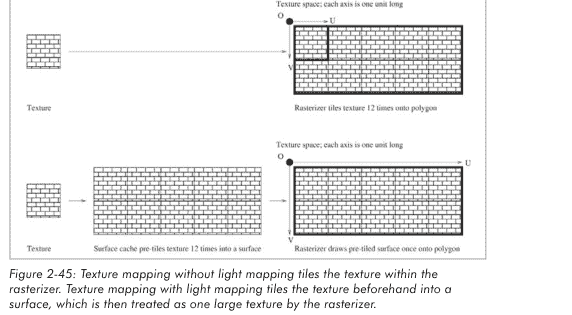 Texture space; each axis is one unit long
O
U
V
Texture
Rasterizer tiles texture 12 times onto polygon
Texture space; each axis is one unit long
O
U
V
Texture
Surface cache pre-tiles texture 12 times into a surface
Rasterizer draws pre-tiled surface once onto polygon
Figure 2-45: Texture mapping without light mapping tiles the texture within the
rasterizer. Texture mapping with light mapping tiles the texture beforehand into a
surface, which is then treated as one large texture by the rasterizer.